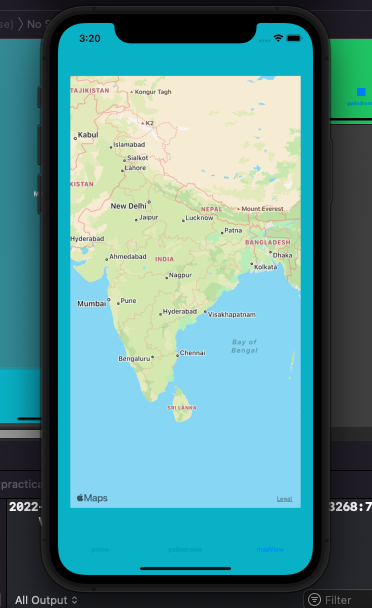 se) > No S
3:20
TAJIKISTAN
Kongur Tagh
K2
Kabul
Islamabad
Sialkot
Lahore
KISTAN
New Delhi
NEPAL
Mount Everest
Jaipur
Lucknow
Patna
Hyderabad
BANGLADESH
Ahmedabad
INDIA
Dhaka
Kolkata
Nagpur
Mumbai
Pune
Hyderabad
Visakhapatnam
Bay of
Bengal
Bengaluru
Chennai
SRI LANKA
Maps
Legal
palindrome
mapView
practica
2022-
3268:7
All Output
Filter